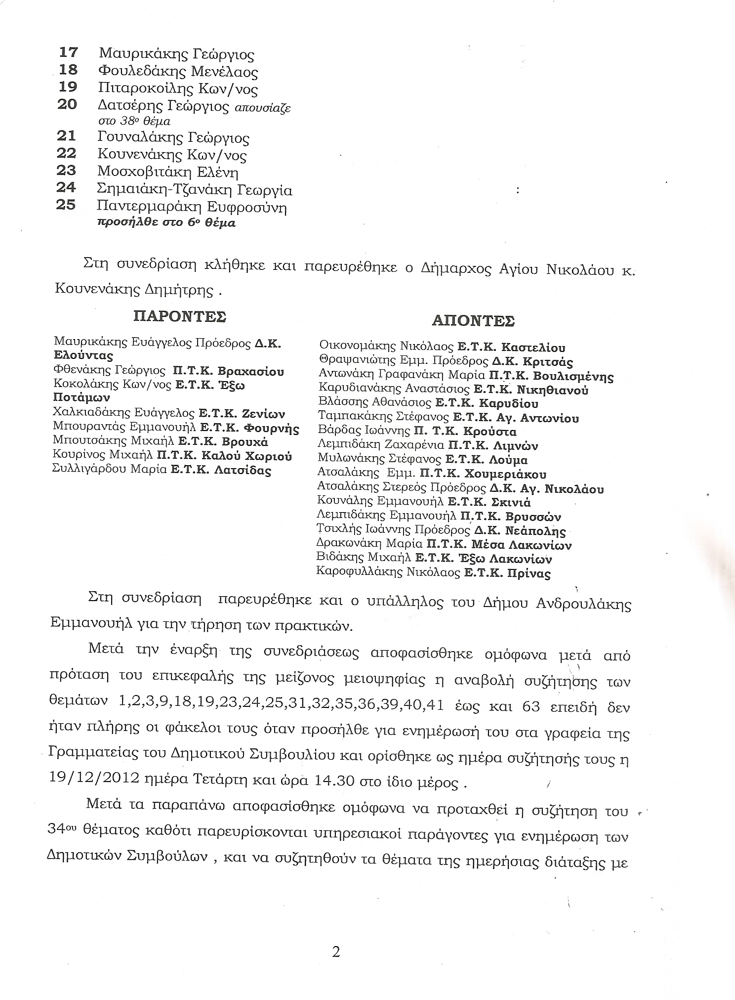 17 Μαυρικάκης Γεώργιος
18 Φουλεδάκης Μενέλαος
19 Πιταροκοίλης Κων/νος
20 Δατσέρης Γεώργιος απουσίαζε
στο 38ο θέμα
21 Γουναλάκης Γεώργιος
22 Κουνενάκης Κων/νος
23 Μοσχοβιτάκη Ελένη
24 Σημαιάκη-Τζανάκη Γεωργία
25 Παντερμαράκη Ευφροσύνη
προσήλθε στο 6ο θέμα
Στη συνεδρίαση κλήθηκε και παρευρέθηκε ο Δήμαρχος Αγίου Νικολάου κ.
Κουνενάκης Δημήτρης .
ΠΑΡΟΝΤΕΣ
Μαυρικάκης Ευάγγελος Πρόεδρος Δ.Κ.
Ελούντας
Φθενάκης Γεώργιος Π.Τ.Κ. Βραχασίου
Κοκολάκης Κων/νος Ε.Τ.Κ. Έξω
Ποτάμων
Χαλκιαδάκης Ευάγγελος Ε.Τ.Κ. Ζενίων
Μπουραντάς Εμμανουήλ Ε.Τ.Κ. Φουρνής
Μπουτσάκης Μιχαήλ Ε.Τ.Κ. Βρουχά
Κουρίνος Μιχαήλ Π.Τ.Κ. Καλού Χωριού
Συλλιγάρδου Μαρία Ε.Τ.Κ. Λατσίδας
ΑΠΟΝΤΕΣ
Οικονομάκης Νικόλαος Ε.Τ.Κ. Καστελίου
Θραψανιώτης Εμμ. Πρόεδρος Δ.Κ. Κριτσάς
Αντωνάκη Γραφανάκη Μαρία Π.Τ.Κ. Βουλισμένης
Καρυδιανάκης Αναστάσιος Ε.Τ.Κ. Νικηθιανού
Βλάσσης Αθανάσιος Ε.Τ.Κ. Καρυδίου
Ταμπακάκης Στέφανος Ε.Τ.Κ. Αγ. Αντωνίου
Βάρδας Ιωάννης Π. Τ.Κ. Κρούστα
Λεμπιδάκη Ζαχαρένια Π.Τ.Κ. Λιμνών
Μυλωνάκης Στέφανος Ε.Τ.Κ. Λούμα
Ατσαλάκης Εμμ. Π.Τ.Κ. Χουμεριάκου
Ατσαλάκης Στερεός Πρόεδρος Δ.Κ. Αγ. Νικολάου
Κουνάλης Εμμανουήλ Ε.Τ.Κ. Σκινιά
Λεμπιδάκης Εμμανουήλ Π.Τ.Κ. Βρυσσών
Τσιχλής Ιωάννης Πρόεδρος Δ.Κ. Νεάπολης
Δρακωνάκη Μαρία Π.Τ.Κ. Μέσα Λακωνίων
Βιδάκης Μιχαήλ Ε.Τ.Κ. Έξω Λακωνίων
Καροφυλλάκης Νικόλαος Ε.Τ.Κ. Πρίνας
Στη συνεδρίαση παρευρέθηκε και ο υπάλληλος του Δήμου Ανδρουλάκης
Εμμανουήλ για την τήρηση των πρακτικών.
Μετά την έναρξη της συνεδριάσεως αποφασίσθηκε ομόφωνα μετά από
πρόταση του επικεφαλής της μείζονος μειοψηφίας η αναβολή συζήτησης των
θεμάτων 1,2,3,9,18,19,23,24,25,31,32,35,36,39,40,41 έως και 63 επειδή δεν
ήταν πλήρης οι φάκελοι τους όταν προσήλθε για ενημέρωσή του στα γραφεία της
Γραμματείας του Δημοτικού Συμβουλίου και ορίσθηκε ως ημέρα συζήτησής τους η
19/12/2012 ημέρα Τετάρτη και ώρα 14.30 στο ίδιο μέρος .
Μετά τα παραπάνω αποφασίσθηκε ομόφωνα να προταχθεί η συζήτηση του
34ου θέματος καθότι παρευρίσκονται υπηρεσιακοί παράγοντες για ενημέρωση των
Δημοτικών Συμβούλων , και να συζητηθούν τα θέματα της ημερήσιας διάταξης με
2